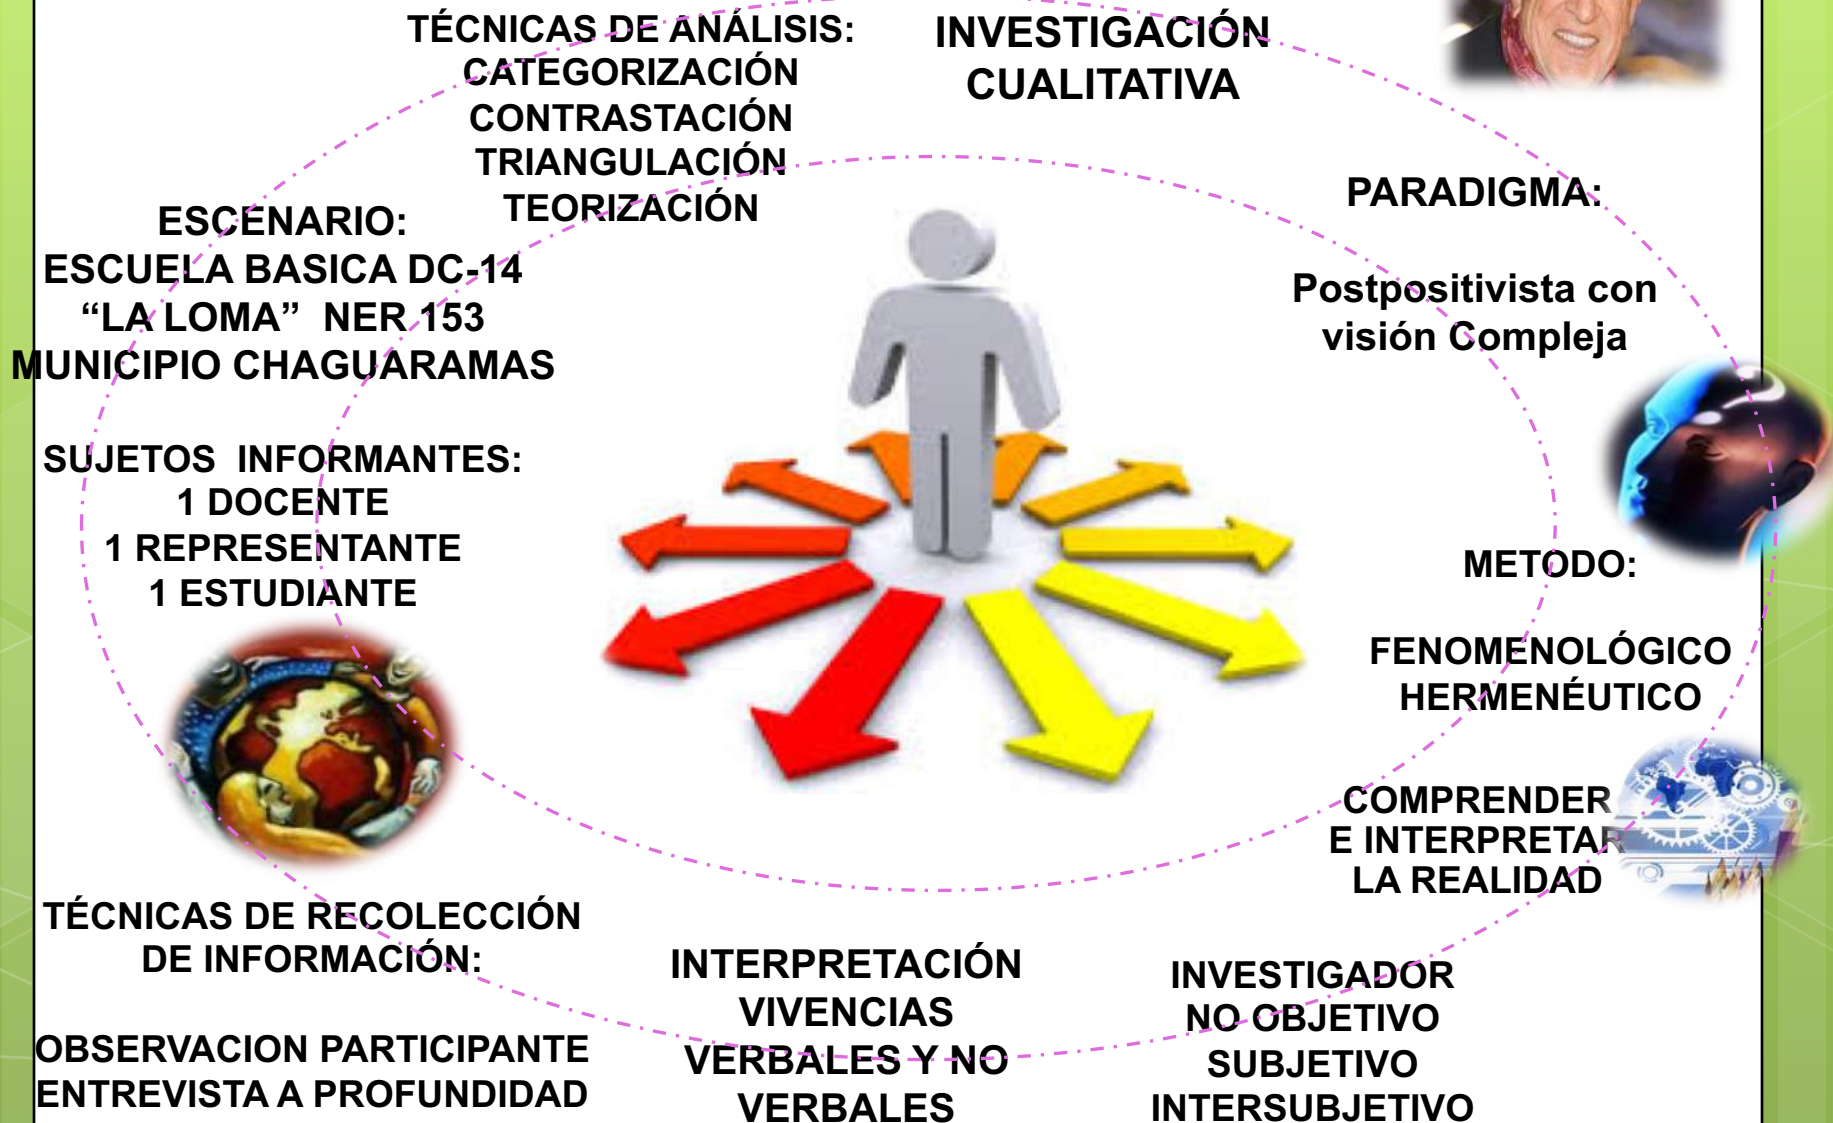 TÉCNICAS DE ANÁLISIS:
CATEGORIZACIÓN
CONTRASTACIÓN
TRIANGULACIÓN
TEORIZACIÓN
INVESTIGACIÓN
CUALITATIVA
PARADIGMA:
Postpositivista con
visión Compleja
ESCENARIO:
ESCUELA BASICA DC-14
“LA LOMA” NER 153
MUNICIPIO CHAGUARAMAS
SUJETOS INFORMANTES:
1 DOCENTE
1 REPRESENTANTE
1 ESTUDIANTE
METODO:
FENOMENOLÓGICO
HERMENÉUTICO
COMPRENDER
E INTERPRETAR
LA REALIDAD
TÉCNICAS DE RECOLECCIÓN
DE INFORMACIÓN:
OBSERVACION PARTICIPANTE
ENTREVISTA A PROFUNDIDAD
INTERPRETACIÓN
VIVENCIAS
VERBALES Y NO
VERBALES
INVESTIGADOR
NO OBJETIVO
SUBJETIVO
INTERSUBJETIVO